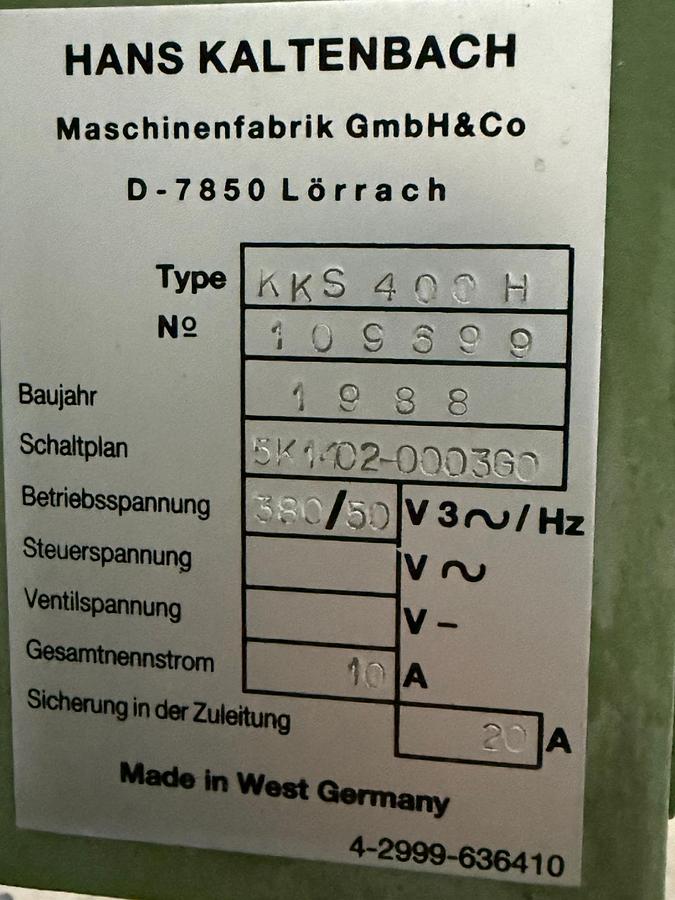 HANS KALTENBACH
Maschinenfabrik GmbH&Co
D-7850 Lörrach
Type KKS 400 H
Nº 109699
Baujahr 1988
Schaltplan 5K1402-0003G0
Betriebsspannung 380/50 V 3~/Hz
Steuerspannung V~
Ventilspannung V–
Gesamtnennstrom 10 A
Sicherung in der Zuleitung 20 A
Made in West Germany
4-2999-636410